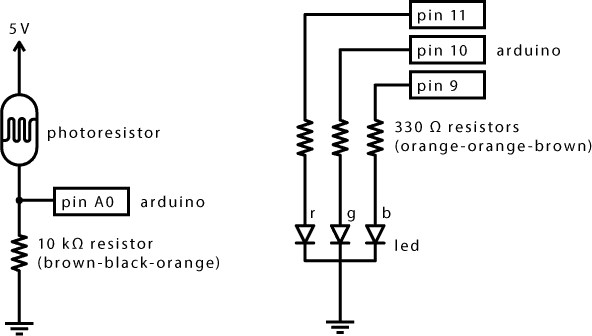 5V
photoresistor
pin A0 arduino
10 kΩ resistor
(brown-black-orange)
pin 11
pin 10 arduino
pin 9
330 Ω resistors
(orange-orange-brown)
r g b
led